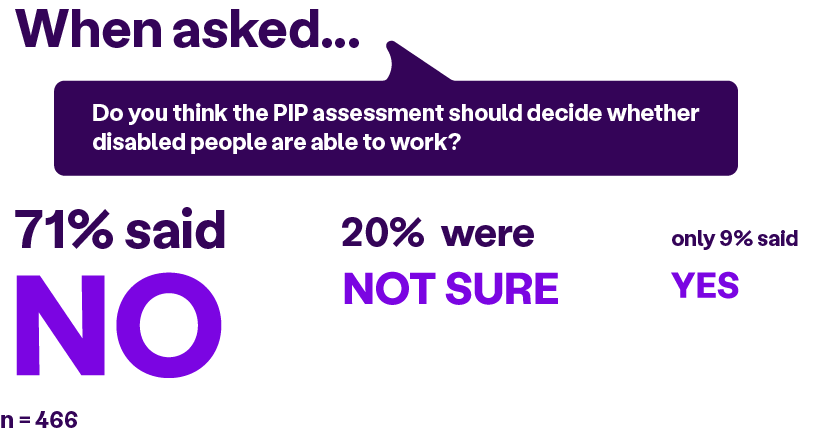 When asked...
Do you think the PIP assessment should decide whether
disabled people are able to work?
71% said
NO
20% were
NOT SURE
only 9% said
YES
n = 466